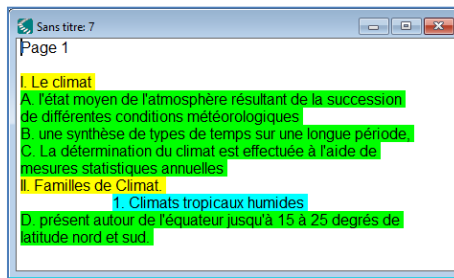 Sans titre: 7
Page 1
I. Le climat
A. l'état moyen de l'atmosphère résultant de la succession
de différentes conditions météorologiques
B. une synthèse de types de temps sur une longue période,
C. La détermination du climat est effectuée à l'aide de
mesures statistiques annuelles
II. Familles de Climat.
1. Climats tropicaux humides
D. présent autour de l'équateur jusqu'à 15 à 25 degrés de
latitude nord et sud.